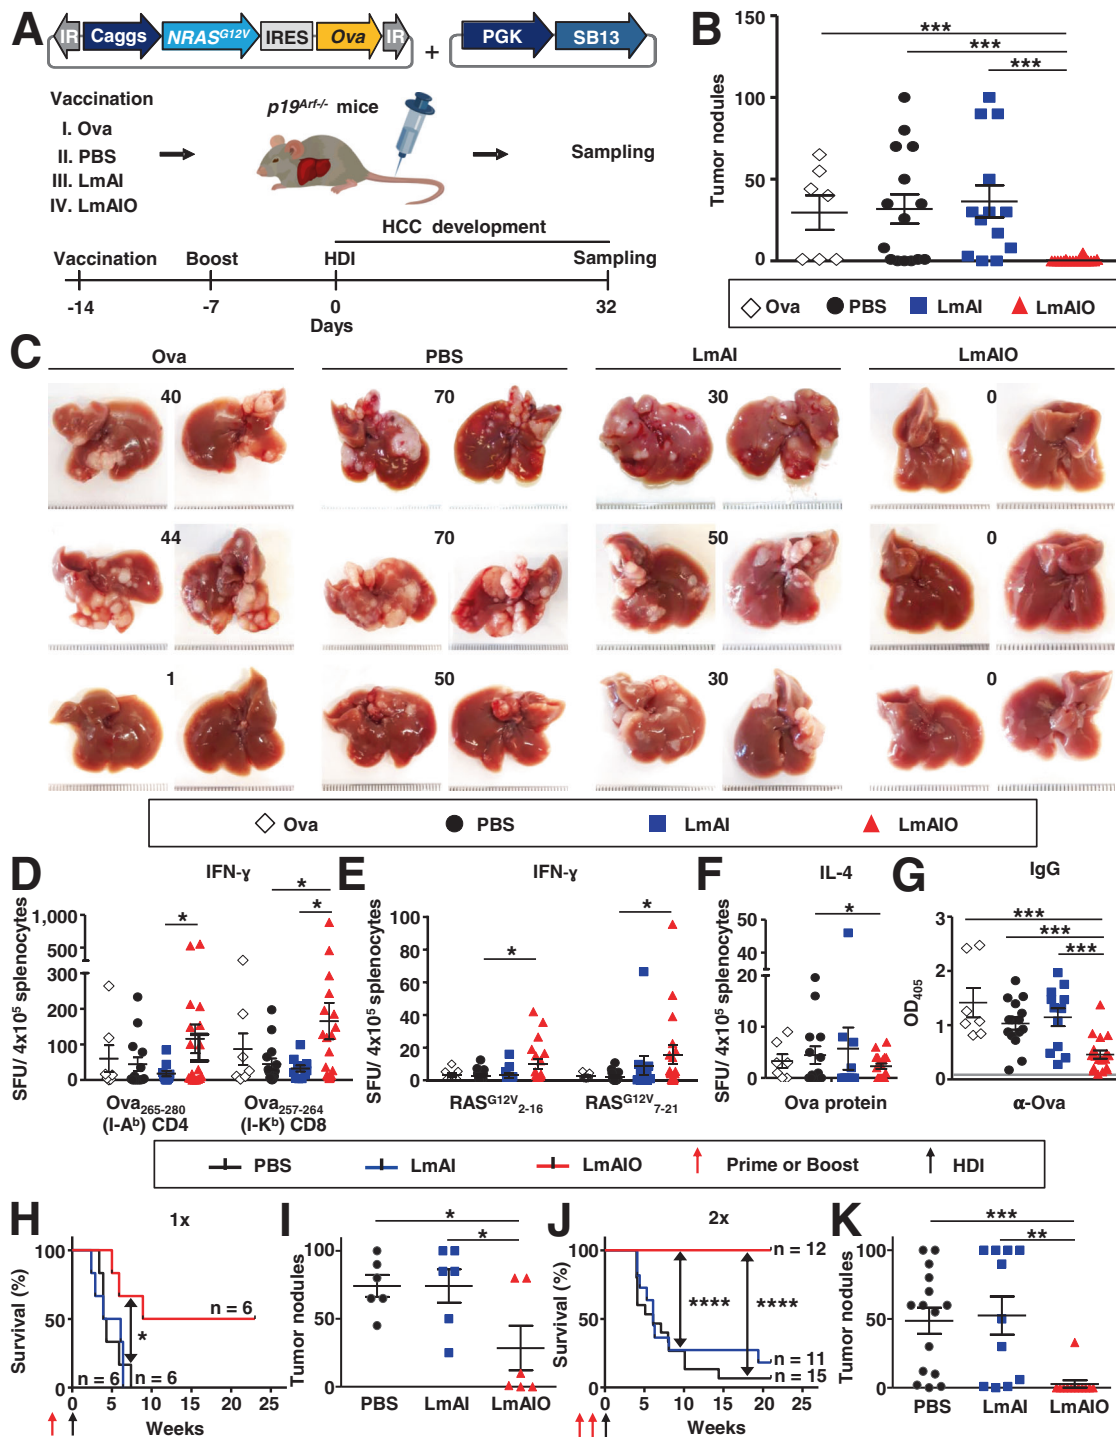 A
IR Caggs NRASG12V IRES Ova IR + PGK SB13
Vaccination
I. Ova
II. PBS
III. LmAI
IV. LmAIO
p19Arf-/- mice
Sampling
HCC development
Vaccination Boost HDI Sampling
-14 -7 0 32
Days
B
Tumor nodules
150
100
50
0
***
***
***
Ova PBS LmAI LmAIO
C
Ova PBS LmAI LmAIO
40 70 30 0
44 70 50 0
1 50 30 0
Ova PBS LmAI LmAIO
D
IFN-ɣ
SFU/ 4x10⁵ splenocytes
1,000
500
300
200
100
0
*
*
*
Ova265-280 (I-Aᵇ) CD4
Ova257-264 (I-Kᵇ) CD8
E
IFN-ɣ
SFU/ 4x10⁵ splenocytes
100
80
60
40
20
0
*
*
RASG12V2-16
RASG12V7-21
F
IL-4
SFU/ 4x10⁵ splenocytes
50
40
20
10
0
*
Ova protein
G
IgG
OD405
3
2
1
0
***
***
***
α-Ova
PBS LmAI LmAIO Prime or Boost HDI
H
1x
Survival (%)
100
50
0
n = 6
*
n = 6 n = 6
0 5 10 15 20 25
Weeks
I
Tumor nodules
100
50
0
*
*
PBS LmAI LmAIO
J
2x
Survival (%)
100
50
0
n = 12
**** ****
n = 11
n = 15
0 5 10 15 20 25
Weeks
K
Tumor nodules
100
50
0
***
**
PBS LmAI LmAIO